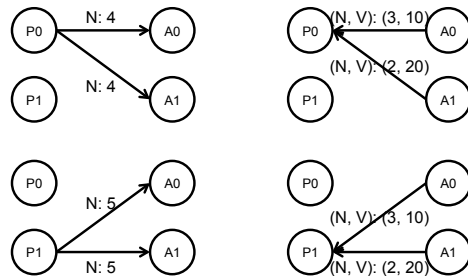 P0
N: 4
A0
N: 4
P1
A1
P0
(N, V): (3, 10)
A0
(N, V): (2, 20)
P1
A1
P0
A0
N: 5
P1
N: 5
A1
P0
A0
(N, V): (3, 10)
P1
(N, V): (2, 20)
A1